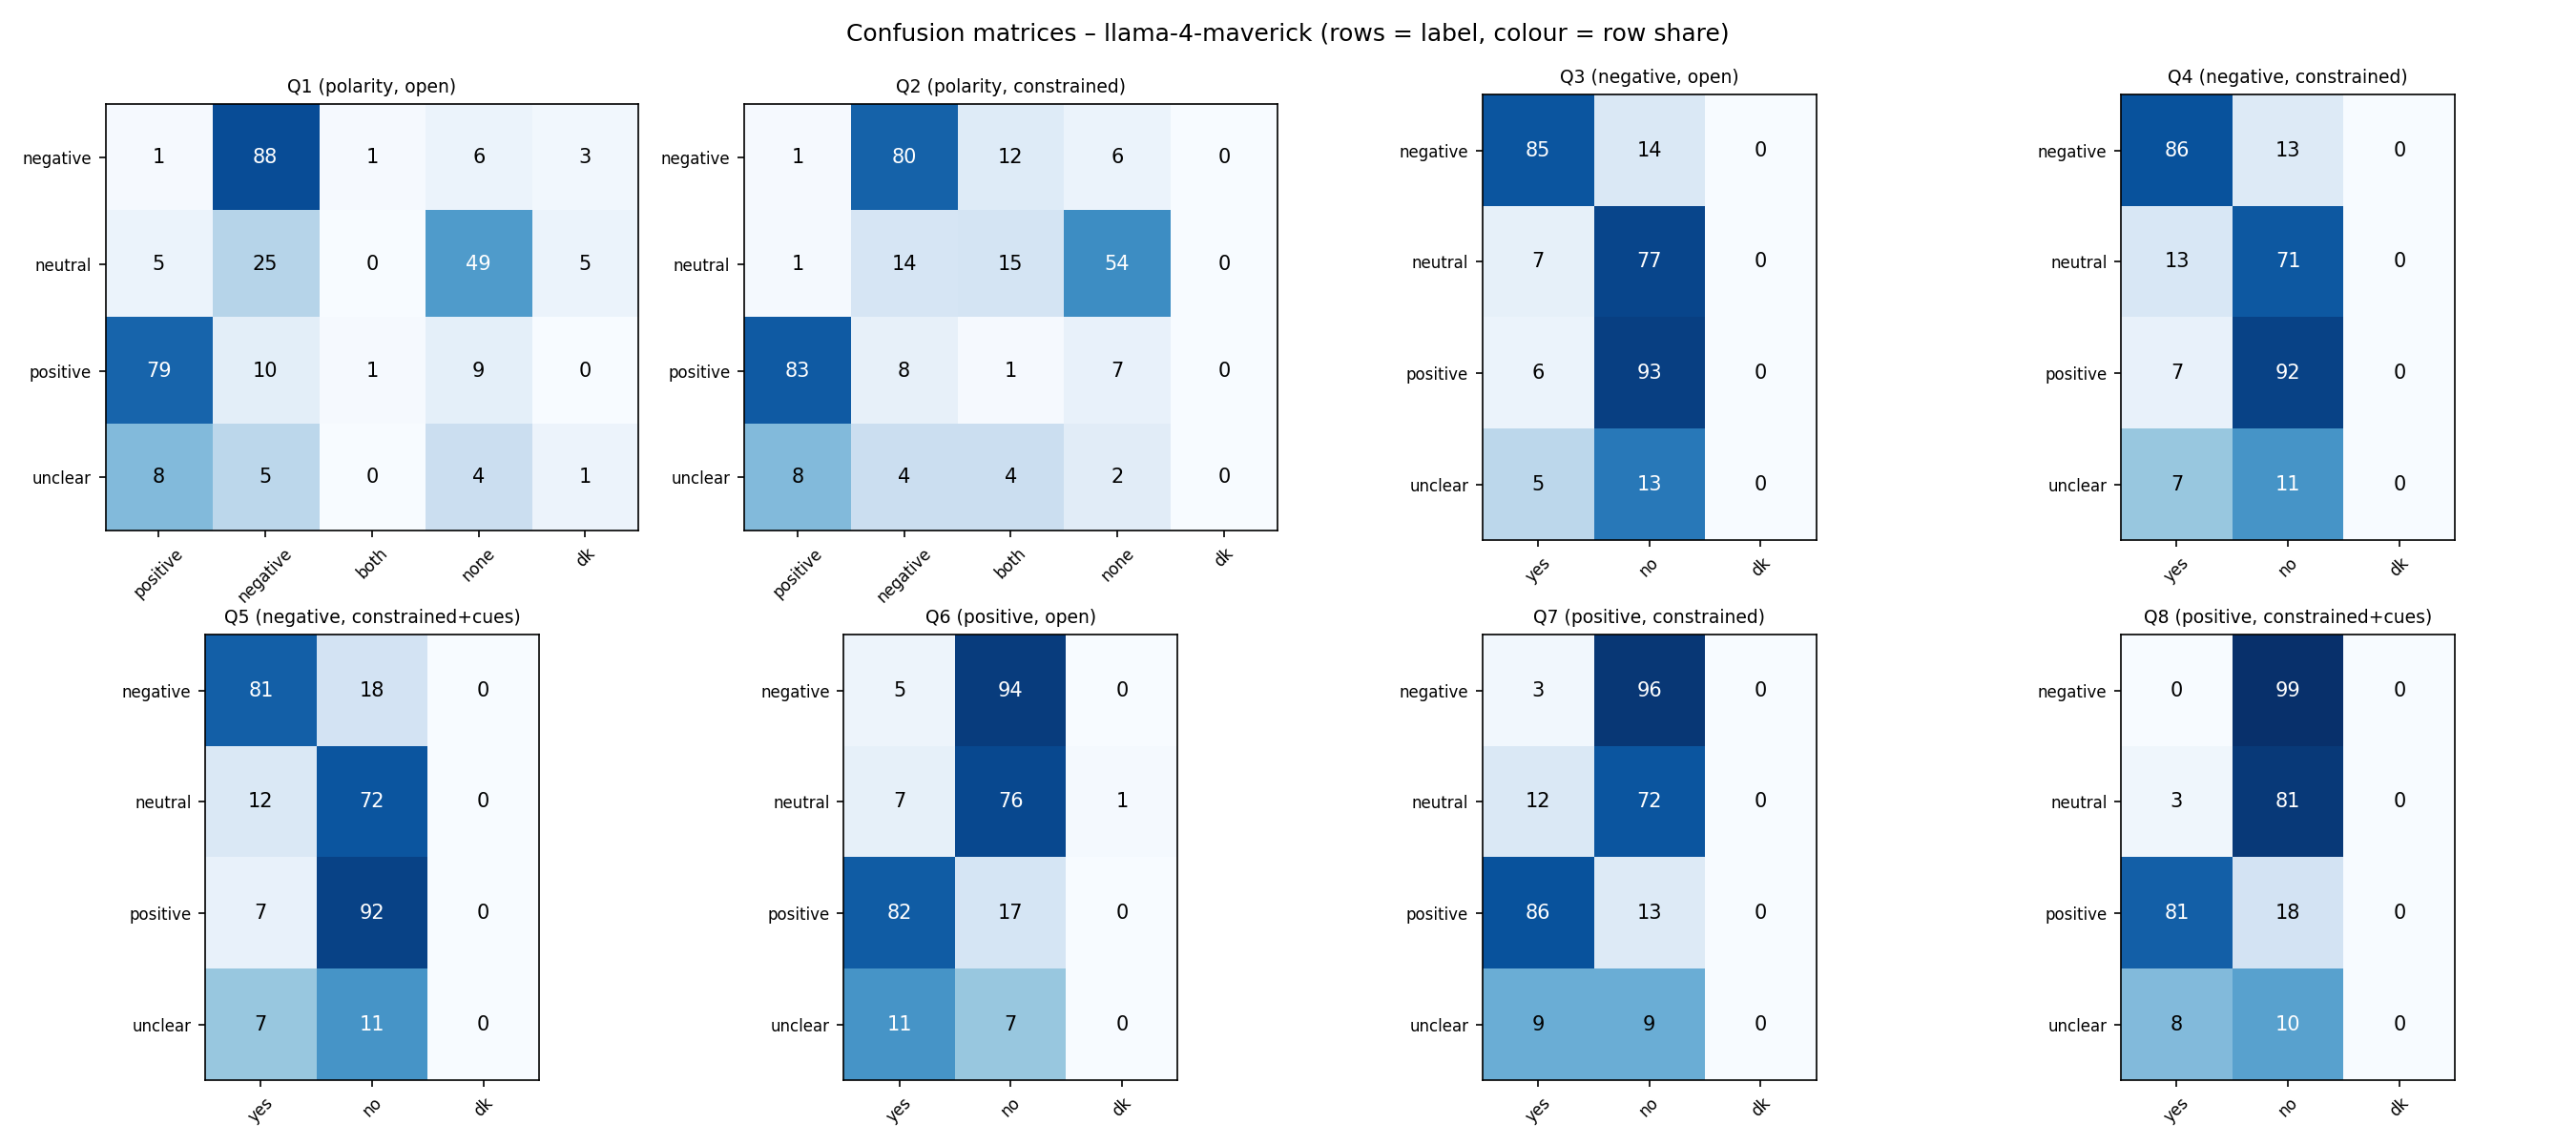 Confusion matrices – llama-4-maverick (rows = label, colour = row share)
Q1 (polarity, open)
negative 1 88 1 6 3
neutral 5 25 0 49 5
positive 79 10 1 9 0
unclear 8 5 0 4 1
positive negative both none dk
Q2 (polarity, constrained)
negative 1 80 12 6 0
neutral 1 14 15 54 0
positive 83 8 1 7 0
unclear 8 4 4 2 0
positive negative both none dk
Q3 (negative, open)
negative 85 14 0
neutral 7 77 0
positive 6 93 0
unclear 5 13 0
yes no dk
Q4 (negative, constrained)
negative 86 13 0
neutral 13 71 0
positive 7 92 0
unclear 7 11 0
yes no dk
Q5 (negative, constrained+cues)
negative 81 18 0
neutral 12 72 0
positive 7 92 0
unclear 7 11 0
yes no dk
Q6 (positive, open)
negative 5 94 0
neutral 7 76 1
positive 82 17 0
unclear 11 7 0
yes no dk
Q7 (positive, constrained)
negative 3 96 0
neutral 12 72 0
positive 86 13 0
unclear 9 9 0
yes no dk
Q8 (positive, constrained+cues)
negative 0 99 0
neutral 3 81 0
positive 81 18 0
unclear 8 10 0
yes no dk